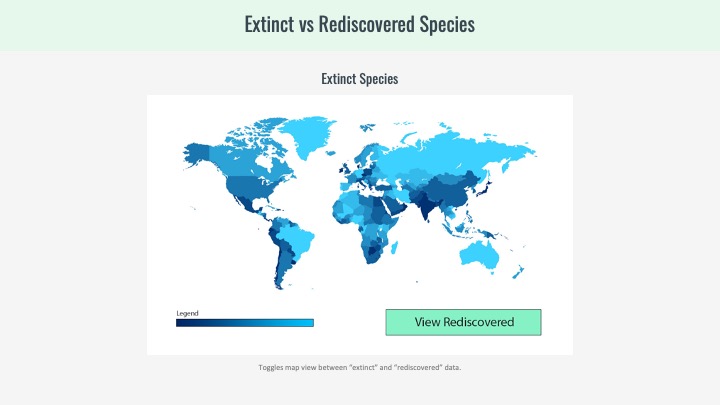 Extinct vs Rediscovered Species
Extinct Species
Legend
View Rediscovered
Toggles map view between “extinct” and “rediscovered” data.